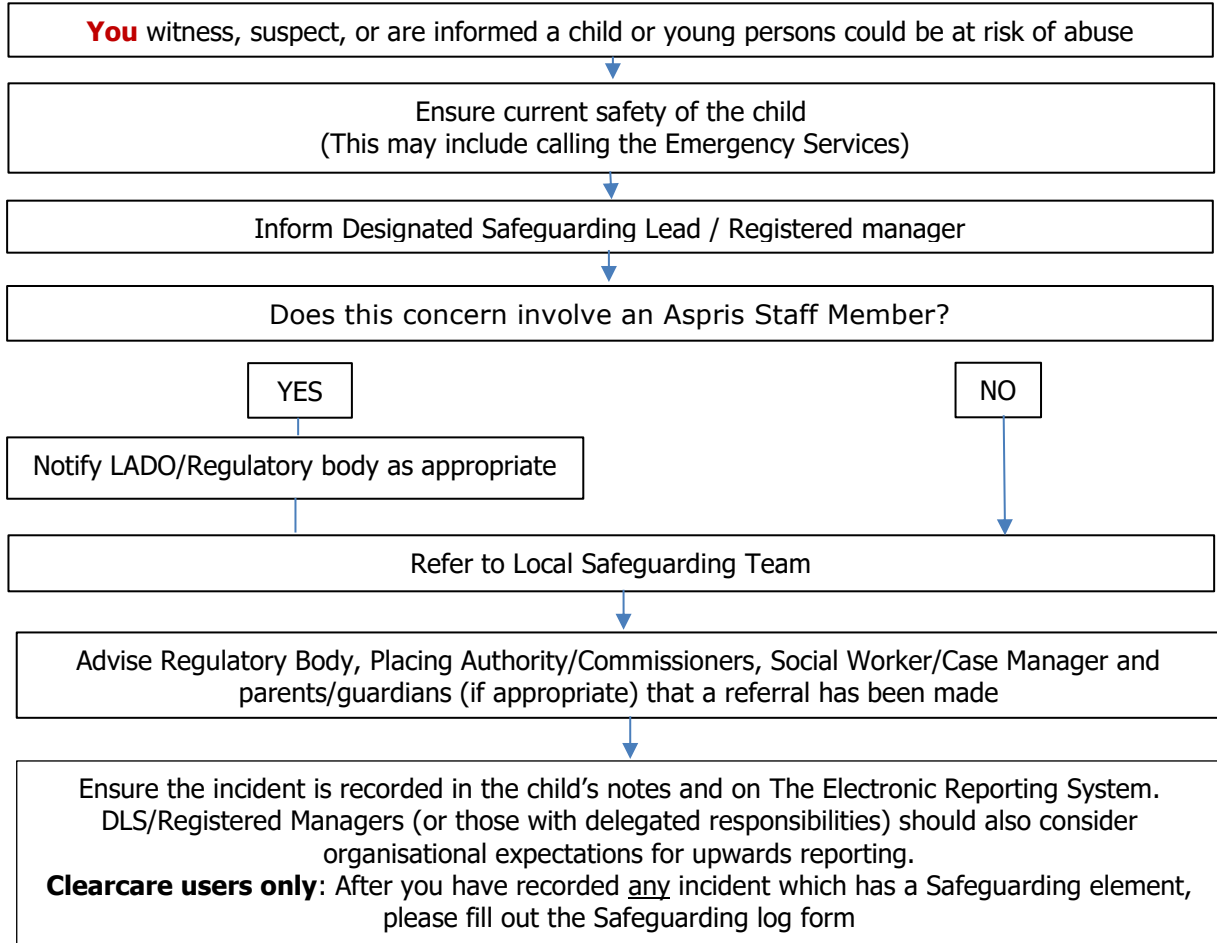 You witness, suspect, or are informed a child or young persons could be at risk of abuse
Ensure current safety of the child
(This may include calling the Emergency Services)
Inform Designated Safeguarding Lead / Registered manager
Does this concern involve an Aspris Staff Member?
YES
NO
Notify LADO/Regulatory body as appropriate
Refer to Local Safeguarding Team
Advise Regulatory Body, Placing Authority/Commissioners, Social Worker/Case Manager and
parents/guardians (if appropriate) that a referral has been made
Ensure the incident is recorded in the child's notes and on The Electronic Reporting System.
DLS/Registered Managers (or those with delegated responsibilities) should also consider
organisational expectations for upwards reporting.
Clearcare users only: After you have recorded any incident which has a Safeguarding element,
please fill out the Safeguarding log form